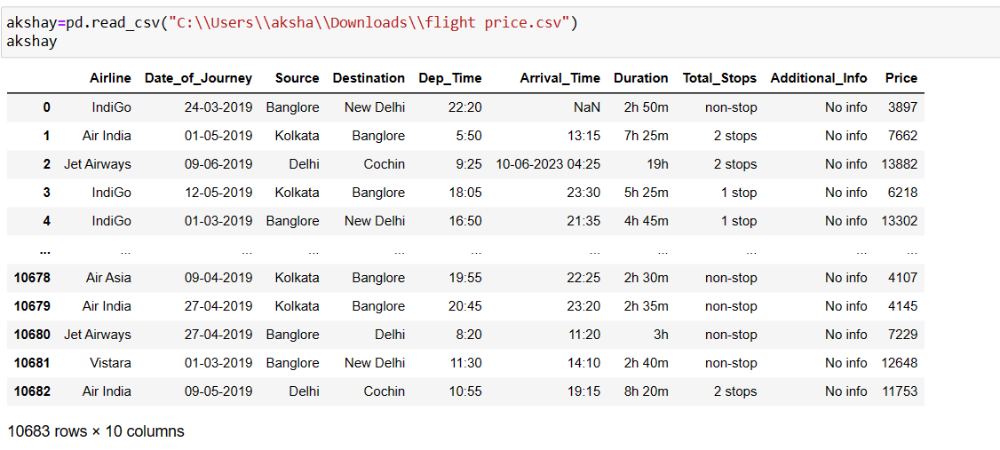 akshay=pd.read_csv("C:\\Users\\aksha\\Downloads\\flight price.csv")
akshay
Airline Date_of_Journey Source Destination Dep_Time Arrival_Time Duration Total_Stops Additional_Info Price
0 IndiGo 24-03-2019 Banglore New Delhi 22:20 NaN 2h 50m non-stop No info 3897
1 Air India 01-05-2019 Kolkata Banglore 5:50 13:15 7h 25m 2 stops No info 7662
2 Jet Airways 09-06-2019 Delhi Cochin 9:25 10-06-2023 04:25 19h 2 stops No info 13882
3 IndiGo 12-05-2019 Kolkata Banglore 18:05 23:30 5h 25m 1 stop No info 6218
4 IndiGo 01-03-2019 Banglore New Delhi 16:50 21:35 4h 45m 1 stop No info 13302
... ... ... ... ... ... ... ... ... ... ...
10678 Air Asia 09-04-2019 Kolkata Banglore 19:55 22:25 2h 30m non-stop No info 4107
10679 Air India 27-04-2019 Kolkata Banglore 20:45 23:20 2h 35m non-stop No info 4145
10680 Jet Airways 27-04-2019 Banglore Delhi 8:20 11:20 3h non-stop No info 7229
10681 Vistara 01-03-2019 Banglore New Delhi 11:30 14:10 2h 40m non-stop No info 12648
10682 Air India 09-05-2019 Delhi Cochin 10:55 19:15 8h 20m 2 stops No info 11753
10683 rows × 10 columns